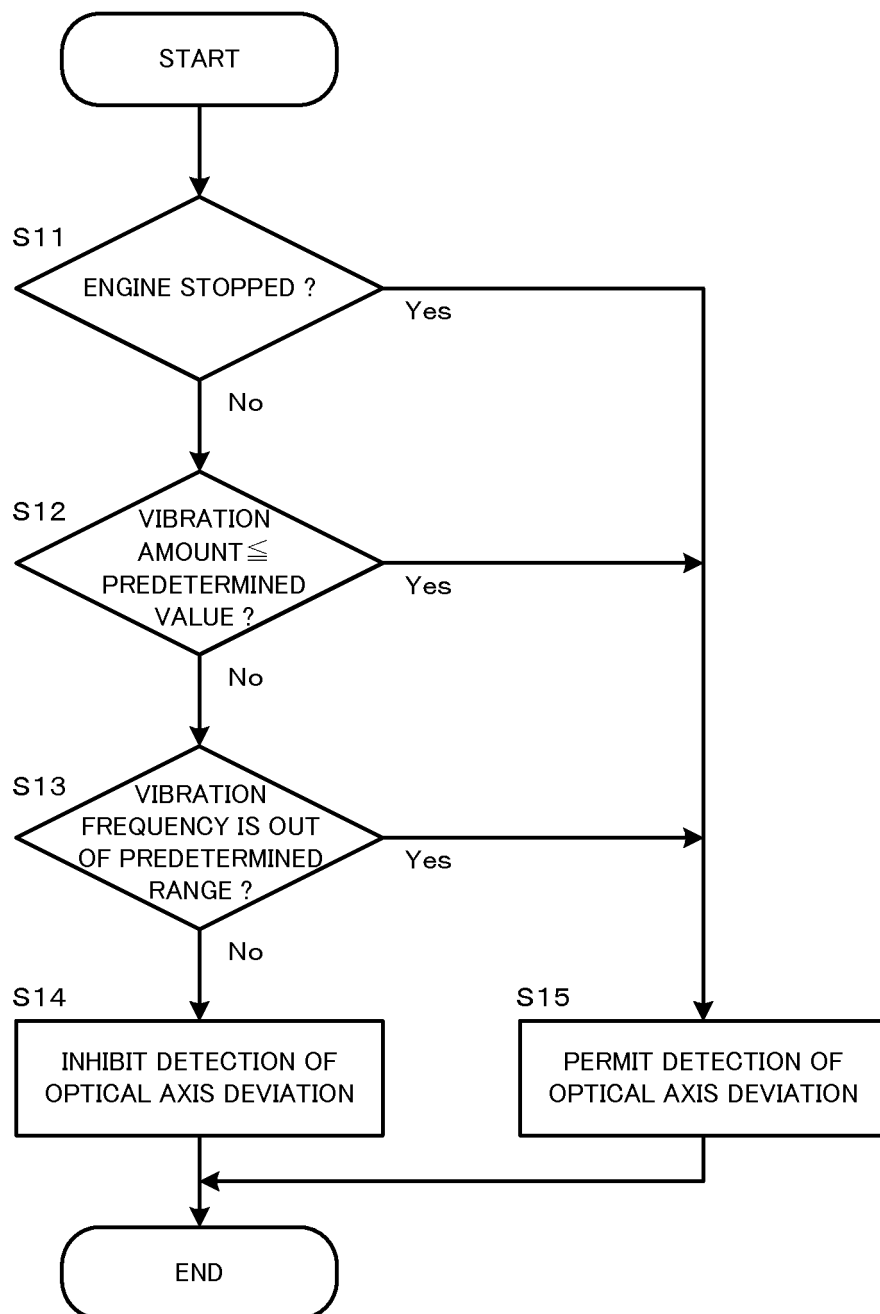 START
S11
ENGINE STOPPED ?
Yes
No
S12
VIBRATION
AMOUNT≦
PREDETERMINED
VALUE ?
Yes
No
S13
VIBRATION
FREQUENCY IS OUT
OF PREDETERMINED
RANGE ?
Yes
No
S14
INHIBIT DETECTION OF
OPTICAL AXIS DEVIATION
S15
PERMIT DETECTION OF
OPTICAL AXIS DEVIATION
END